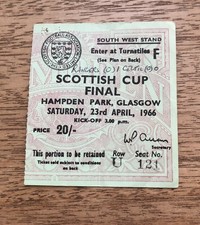 SOUTH WEST STAND
Enter at Turnstiles F
(See Plan on Back)
SCOTTISH CUP
FINAL
HAMPDEN PARK, GLASGOW
SATURDAY, 23rd APRIL, 1966
KICK-OFF 3.00 p.m.
PRICE 20/-
Secretary
This portion to be retained
Ticket sold subject to conditions
on back
Row U
Seat No. 121